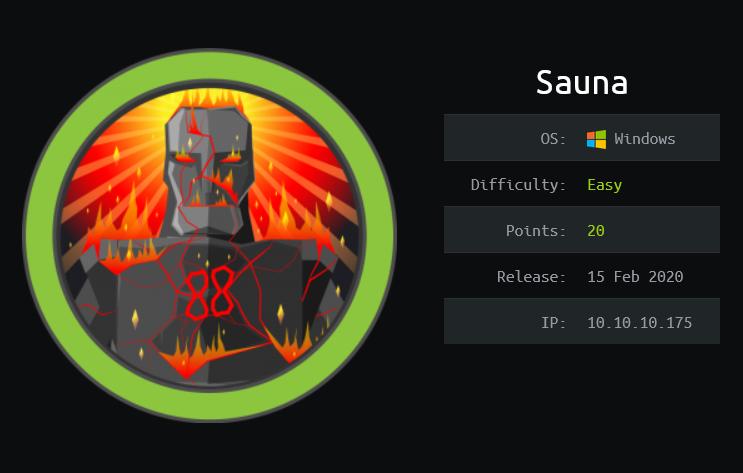 Sauna
OS: Windows
Difficulty: Easy
Points: 20
Release: 15 Feb 2020
IP: 10.10.10.175
88